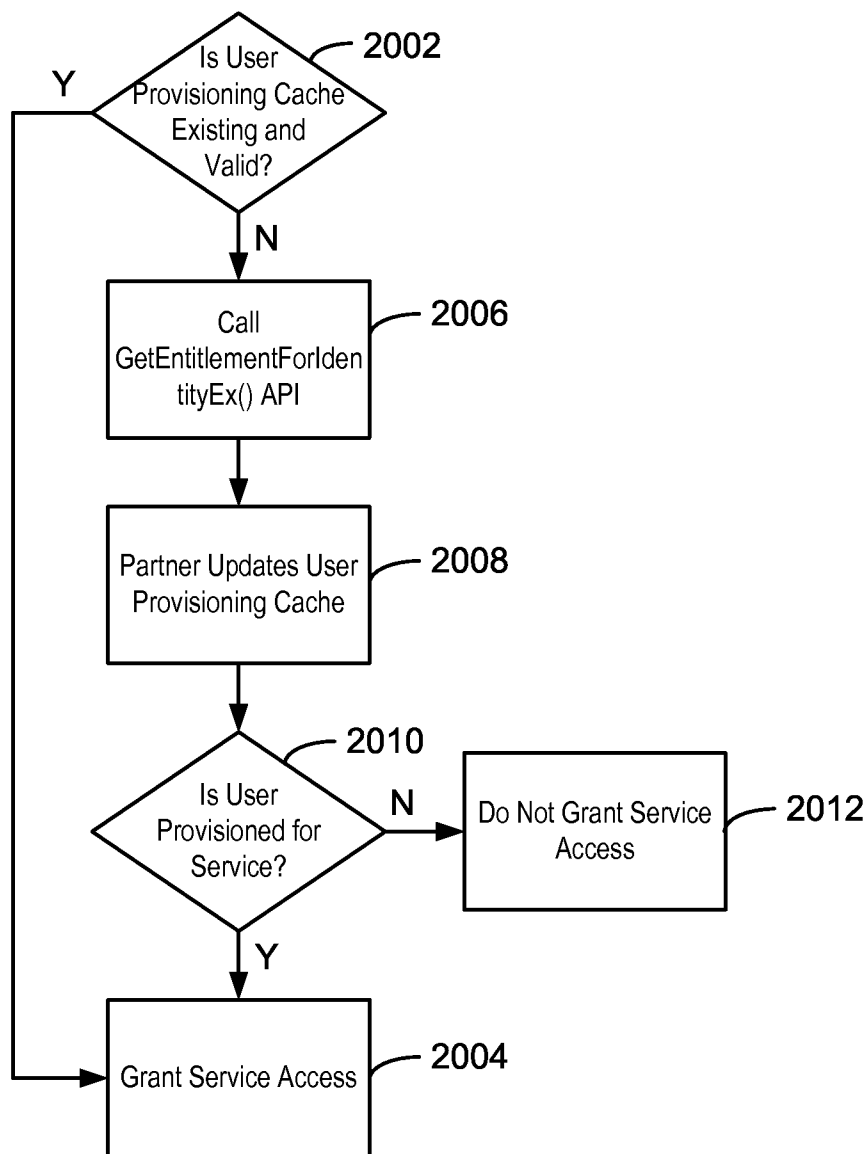 2002
Is User
Provisioning Cache
Existing and
Valid?
Y
N
2006
Call
GetEntitlementForIden
tityEx() API
2008
Partner Updates User
Provisioning Cache
2010
Is User
Provisioned for
Service?
N
Do Not Grant Service
Access
2012
Y
Grant Service Access
2004